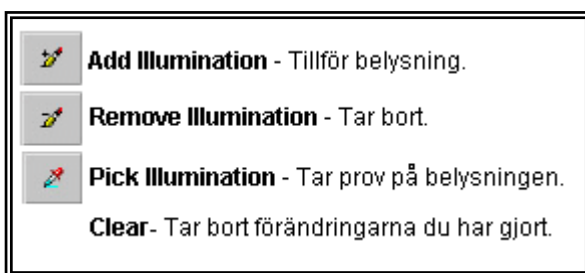 Add Illumination - Tillför belysning.
Remove Illumination - Tar bort.
Pick Illumination - Tar prov på belysningen.
Clear- Tar bort förändringarna du har gjort.